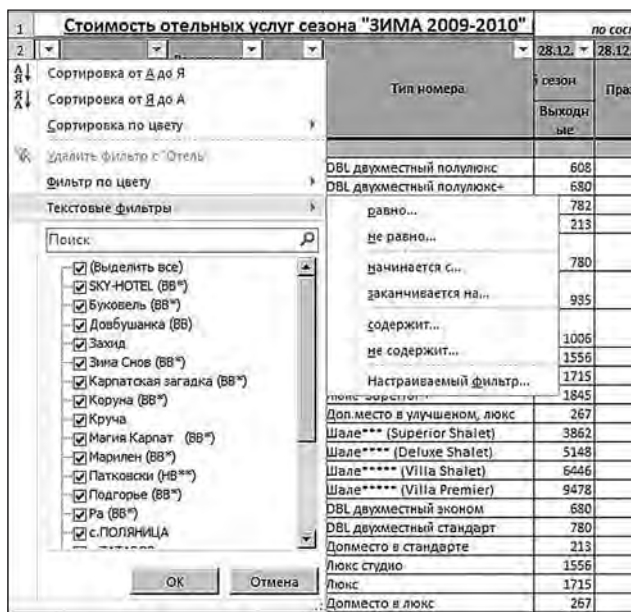 1 Стоимость отельных услуг сезона "ЗИМА 2009-2010" по сос
2 28.12. 28.12
Сортировка от А до Я
Сортировка от Я до А
Сортировка по цвету
Удалить фильтр с "Отель"
Фильтр по цвету
Текстовые фильтры
Поиск
(Выделить все)
SKY-HOTEL (BB*)
Буковель (BB*)
Довбушанка (BB)
Захид
Зима Снов (BB*)
Карпатская загадка (BB*)
Коруна (BB*)
Круча
Магия Карпат (BB*)
Марилен (BB*)
Патковски (HB**)
Подгорье (BB*)
Ра (BB*)
с.ПОЛЯНИЦА
ОК Отмена
равно...
не равно...
начинается с...
заканчивается на...
содержит...
не содержит...
Настраиваемый фильтр...
Тип номера сезон Пра
Выходн
ые
DBL двухместный полулюкс 608
DBL двухместный полулюкс+ 680
782
213
780
935
1006
1556
1715
1845
Доп.место в улучшеном, люкс 267
Шале*** (Superior Shalet) 3862
Шале**** (Deluxe Shalet) 5148
Шале***** (Villa Shalet) 6446
Шале***** (Villa Premier) 9478
DBL двухместный эконом 680
DBL двухместный стандарт 780
Допместо в стандарте 213
Люкс студио 1556
Люкс 1715
Допместо в люкс 267